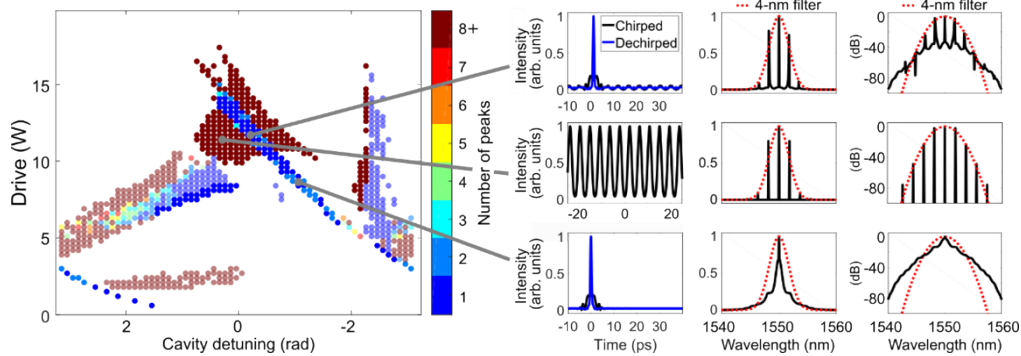 Drive (W)
15
10
5
0
2
0
-2
Cavity detuning (rad)
8+
7
6
5
4
3
2
1
Number of peaks
Intensity
(arb. units)
1
0.5
0
-10 0 10 20 30
Chirped
Dechirped
4-nm filter
1
0.5
0
4-nm filter
(dB)
0
-40
-80
Intensity
(arb. units)
1
0.5
0
-20 0 20
1
0.5
0
(dB)
0
-40
-80
Intensity
(arb. units)
1
0.5
0
-10 0 10 20 30
Time (ps)
1
0.5
0
1540 1550 1560
Wavelength (nm)
(dB)
0
-40
-80
1540 1550 1560
Wavelength (nm)